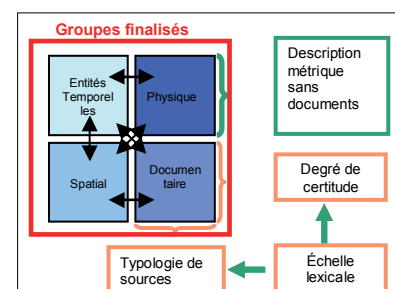 Groupes finalisés
Entités
Temporel
les
Physique
Description
métrique
sans
documents
Spatial
Documen
taire
Degré de
certitude
Typologie de
sources
Échelle
lexicale